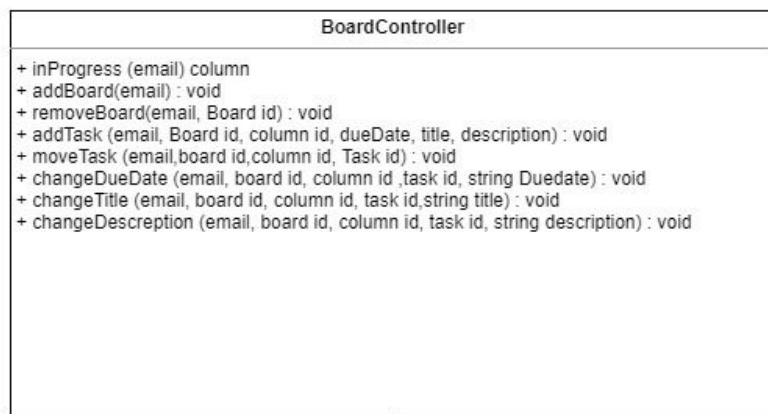 BoardController
+ inProgress (email) column
+ addBoard(email) : void
+ removeBoard(email, Board id) : void
+ addTask (email, Board id, column id, dueDate, title, description) : void
+ moveTask (email,board id,column id, Task id) : void
+ changeDueDate (email, board id, column id ,task id, string Duedate) : void
+ changeTitle (email, board id, column id, task id,string title) : void
+ changeDescreption (email, board id, column id, task id, string description) : void